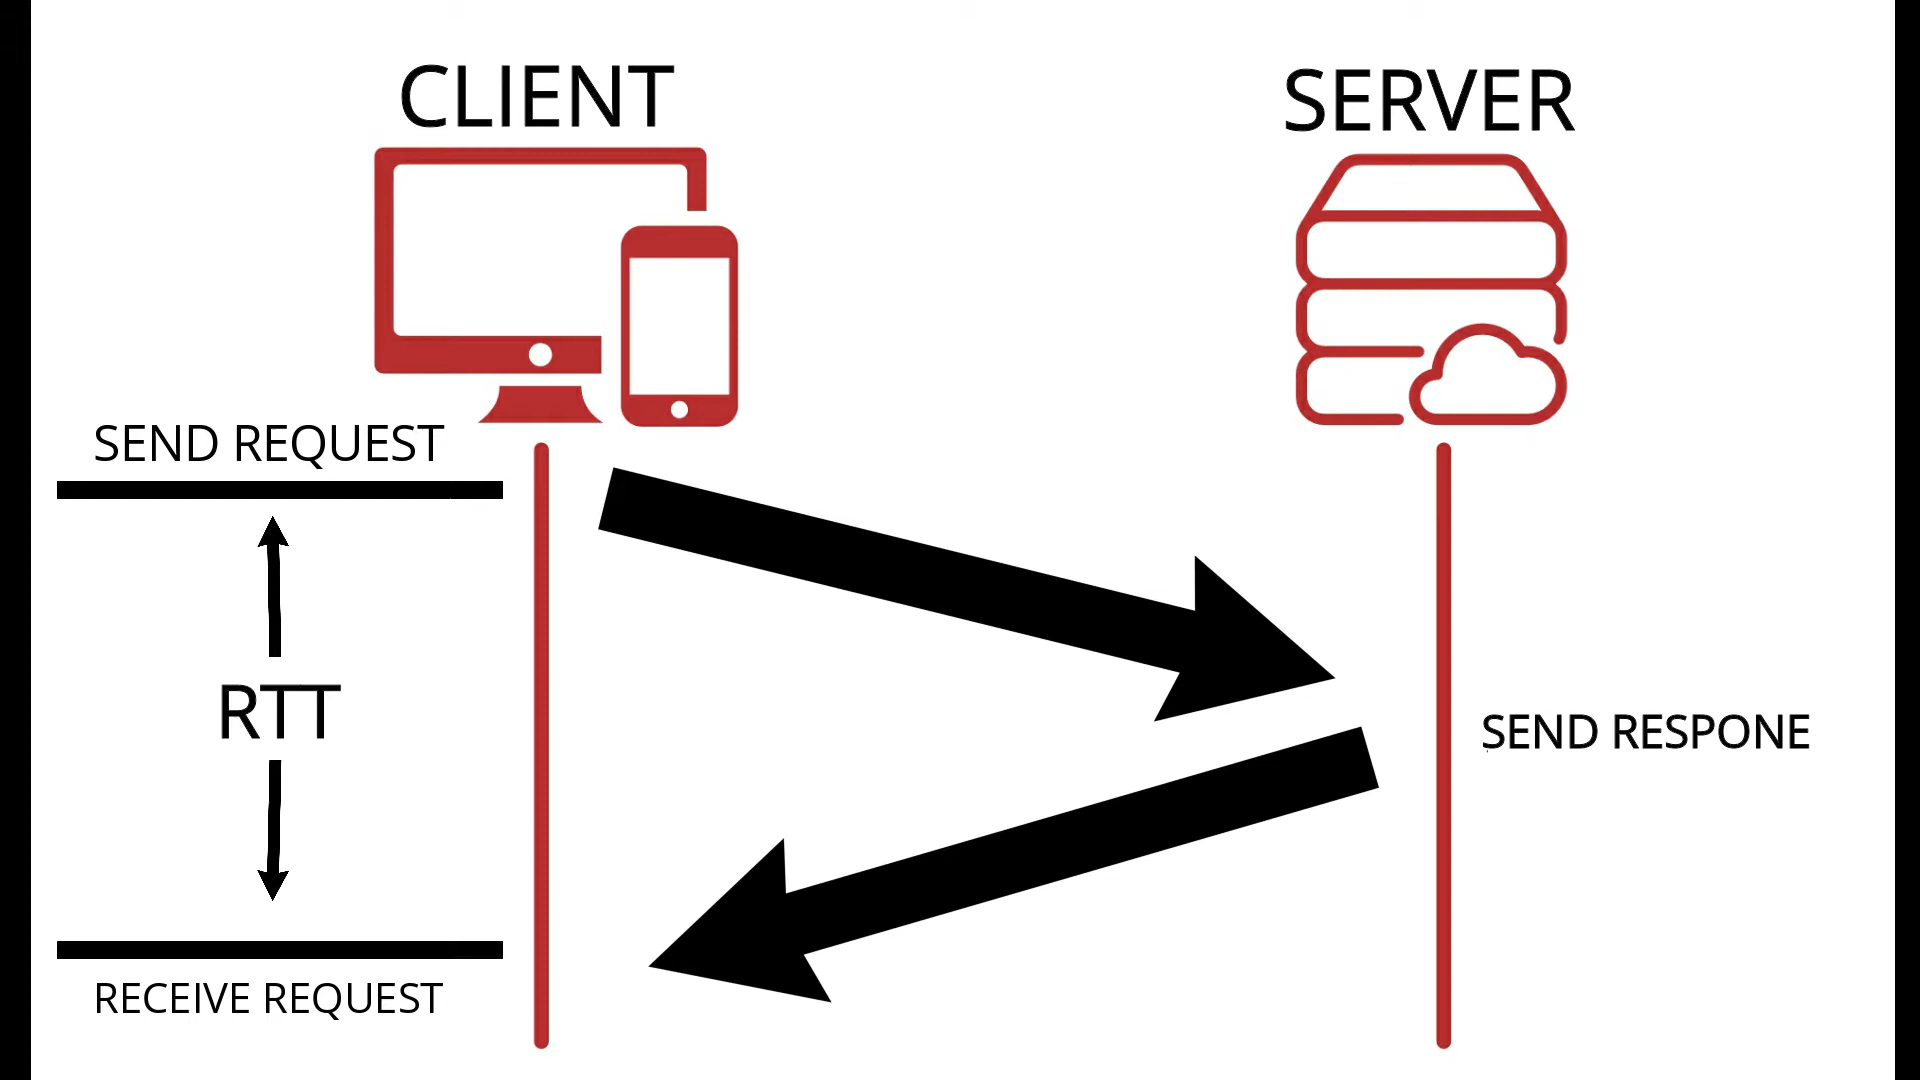 CLIENT
SERVER
SEND REQUEST
RTT
SEND RESPONE
RECEIVE REQUEST